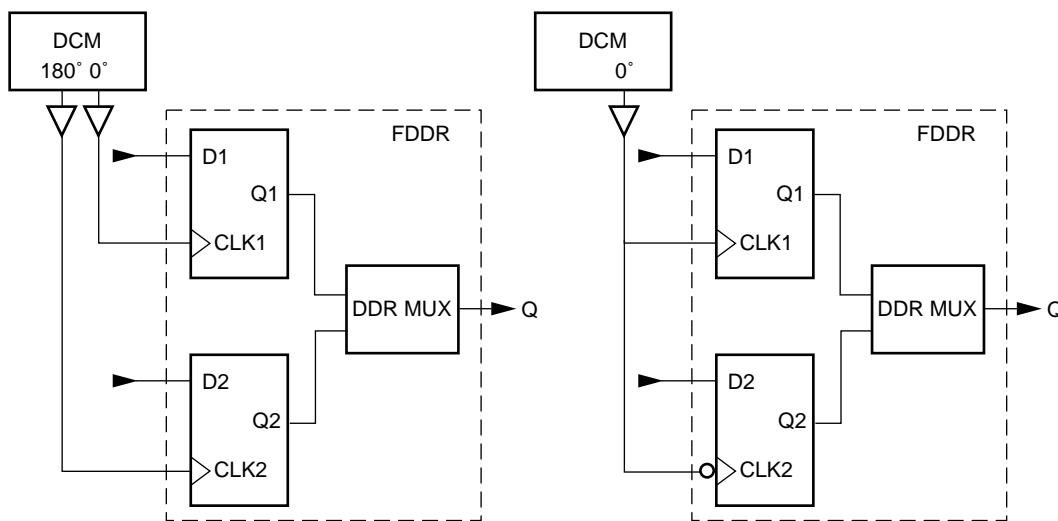 DCM
180° 0°
FDDR
D1
Q1
CLK1
DDR MUX
Q
D2
Q2
CLK2
DCM
0°
FDDR
D1
Q1
CLK1
DDR MUX
Q
D2
Q2
CLK2